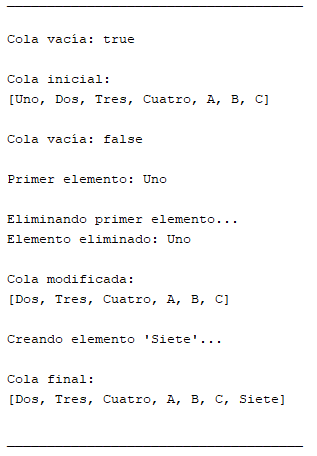 Cola vacía: true
Cola inicial:
[Uno, Dos, Tres, Cuatro, A, B, C]
Cola vacía: false
Primer elemento: Uno
Eliminando primer elemento...
Elemento eliminado: Uno
Cola modificada:
[Dos, Tres, Cuatro, A, B, C]
Creando elemento 'Siete'...
Cola final:
[Dos, Tres, Cuatro, A, B, C, Siete]